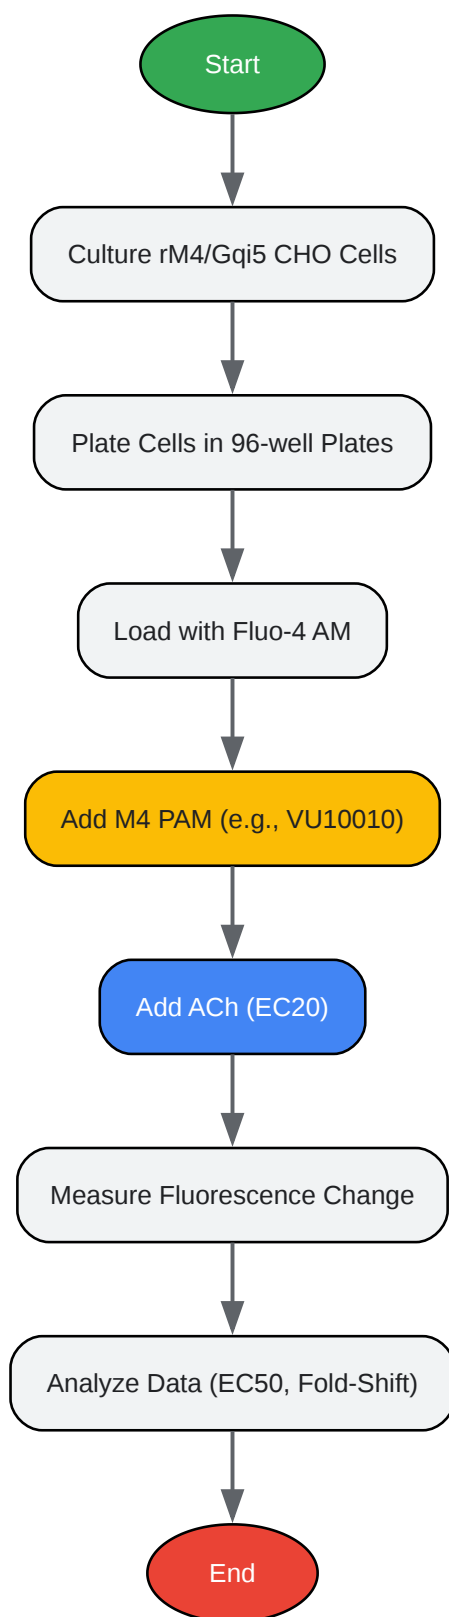 Start
Culture rM4/Gqi5 CHO Cells
Plate Cells in 96-well Plates
Load with Fluo-4 AM
Add M4 PAM (e.g., VU10010)
Add ACh (EC20)
Measure Fluorescence Change
Analyze Data (EC50, Fold-Shift)
End